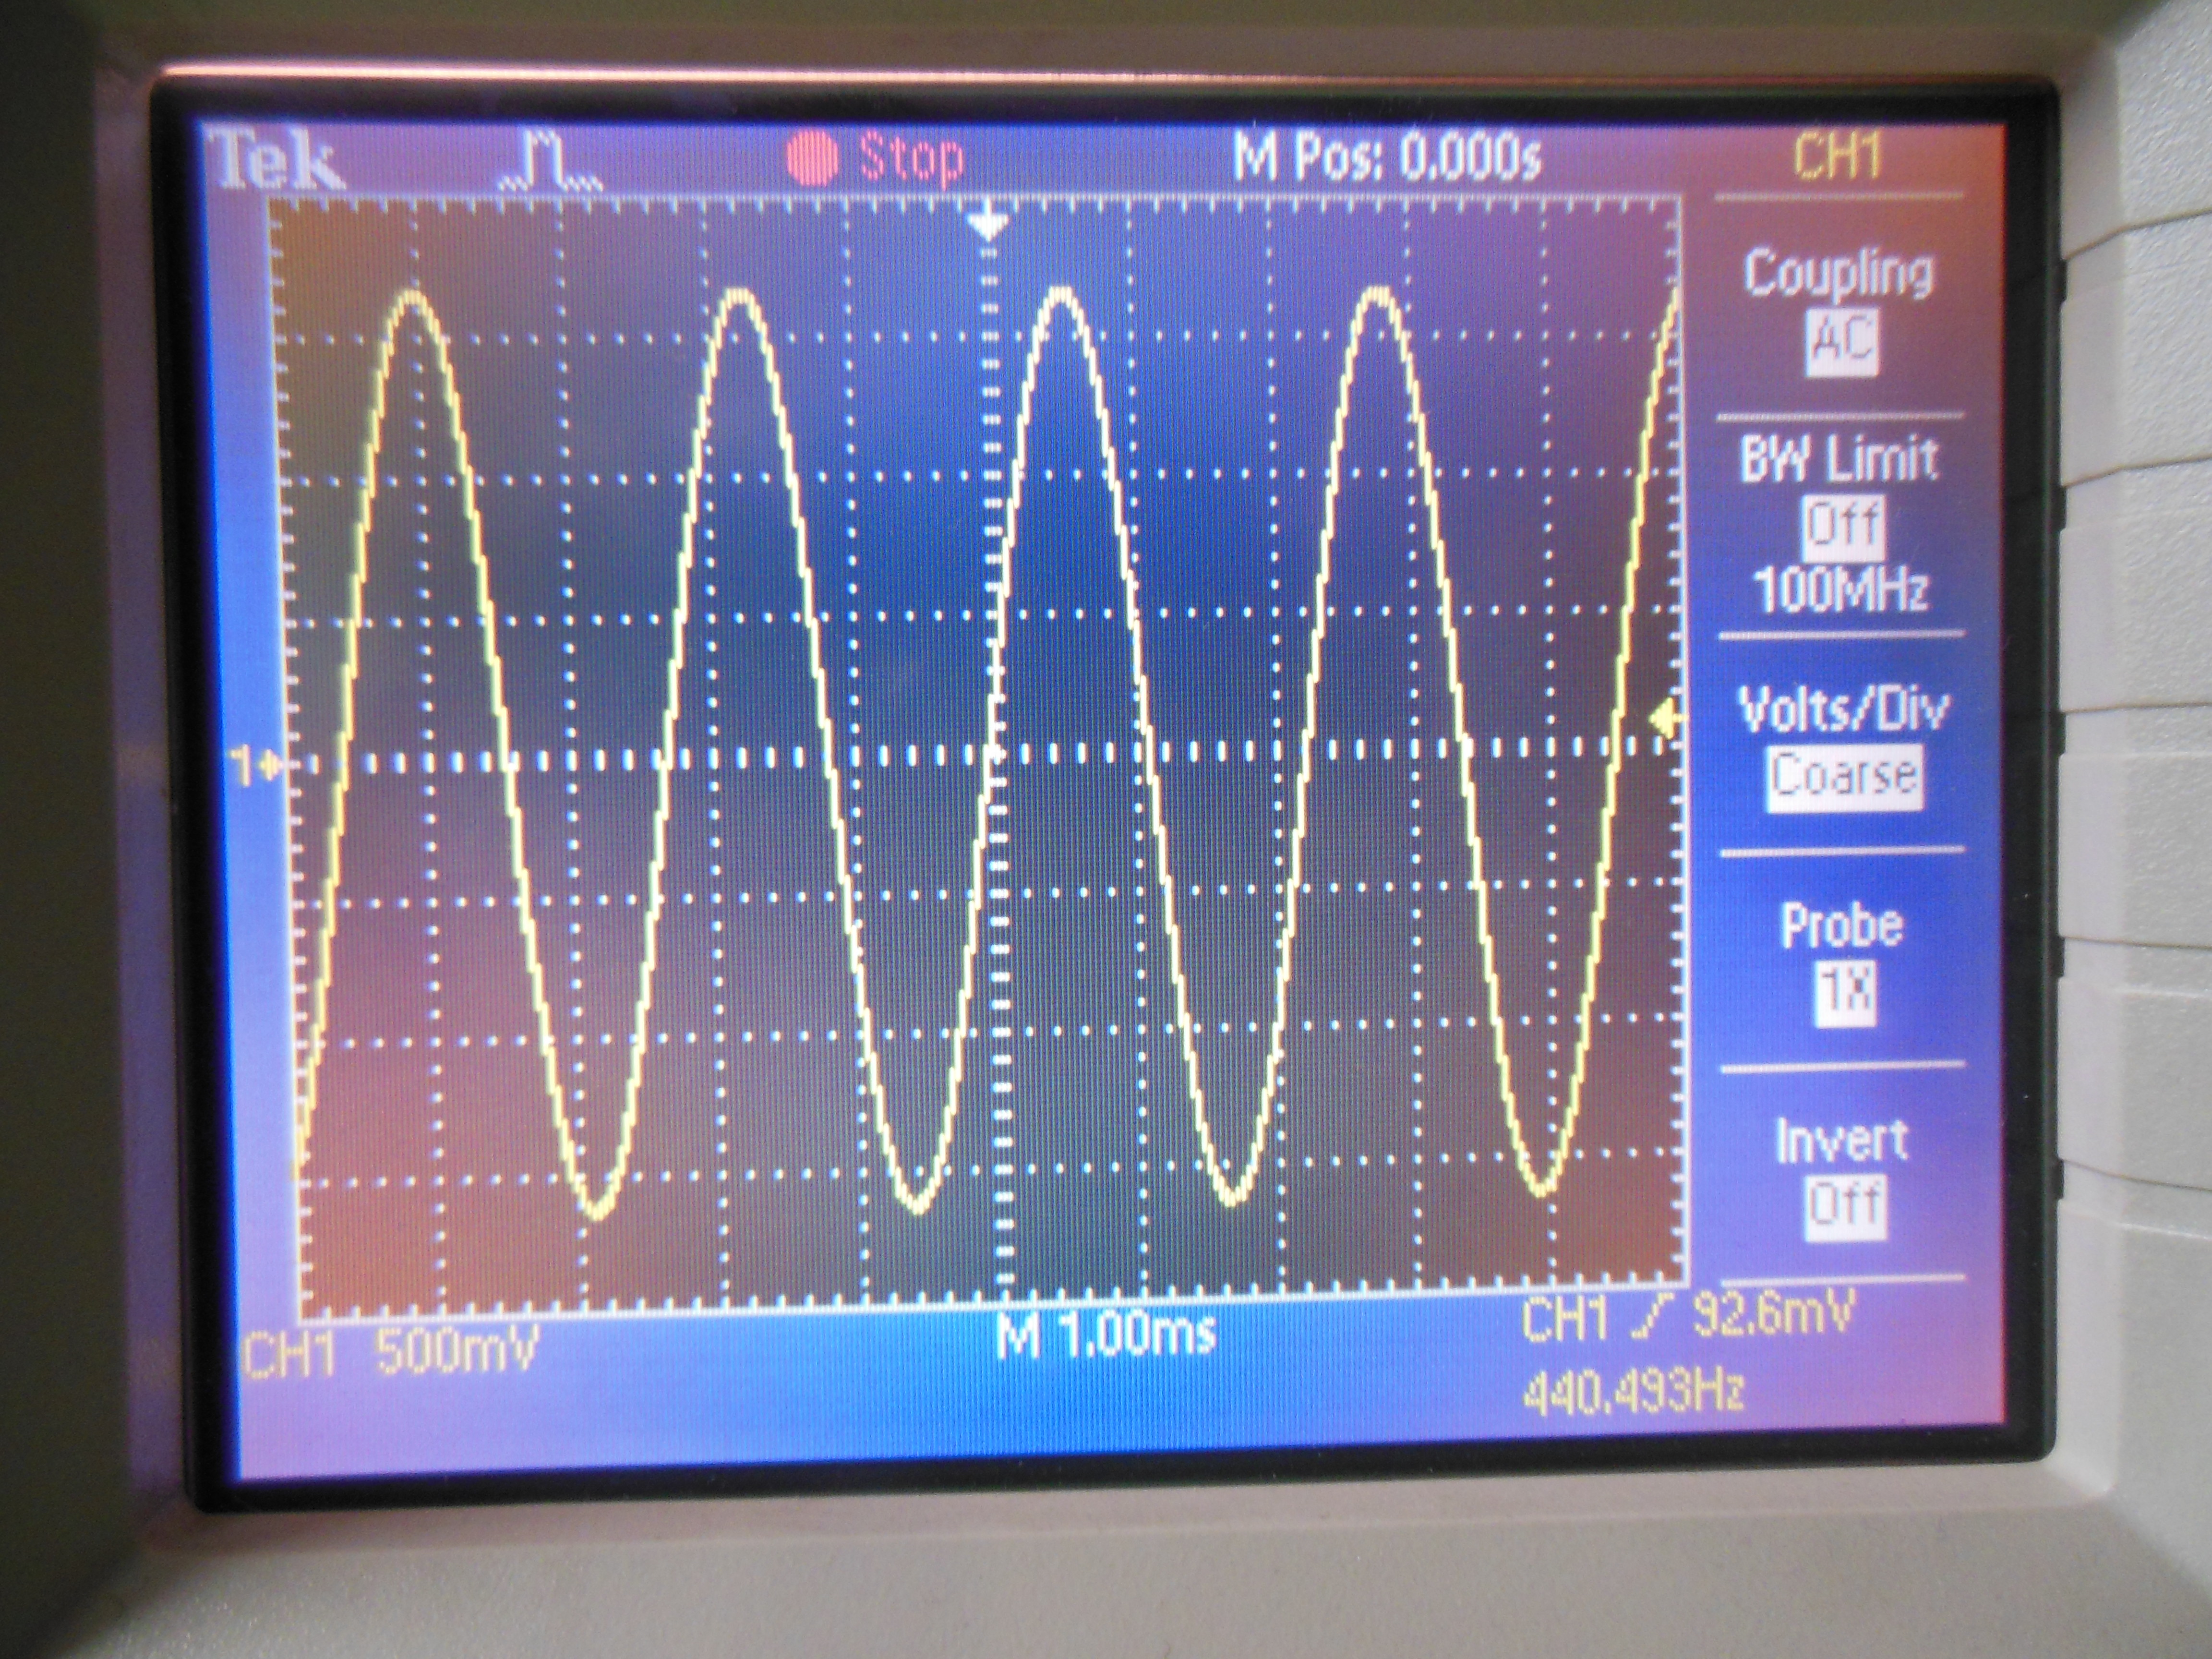 Tek Stop M Pos: 0.000s CH1
Coupling
AC
BW Limit
Off
100MHz
Volts/Div
Coarse
1
Probe
1X
Invert
Off
CH1 500mV M 1.00ms CH1 92.6mV
440.493Hz